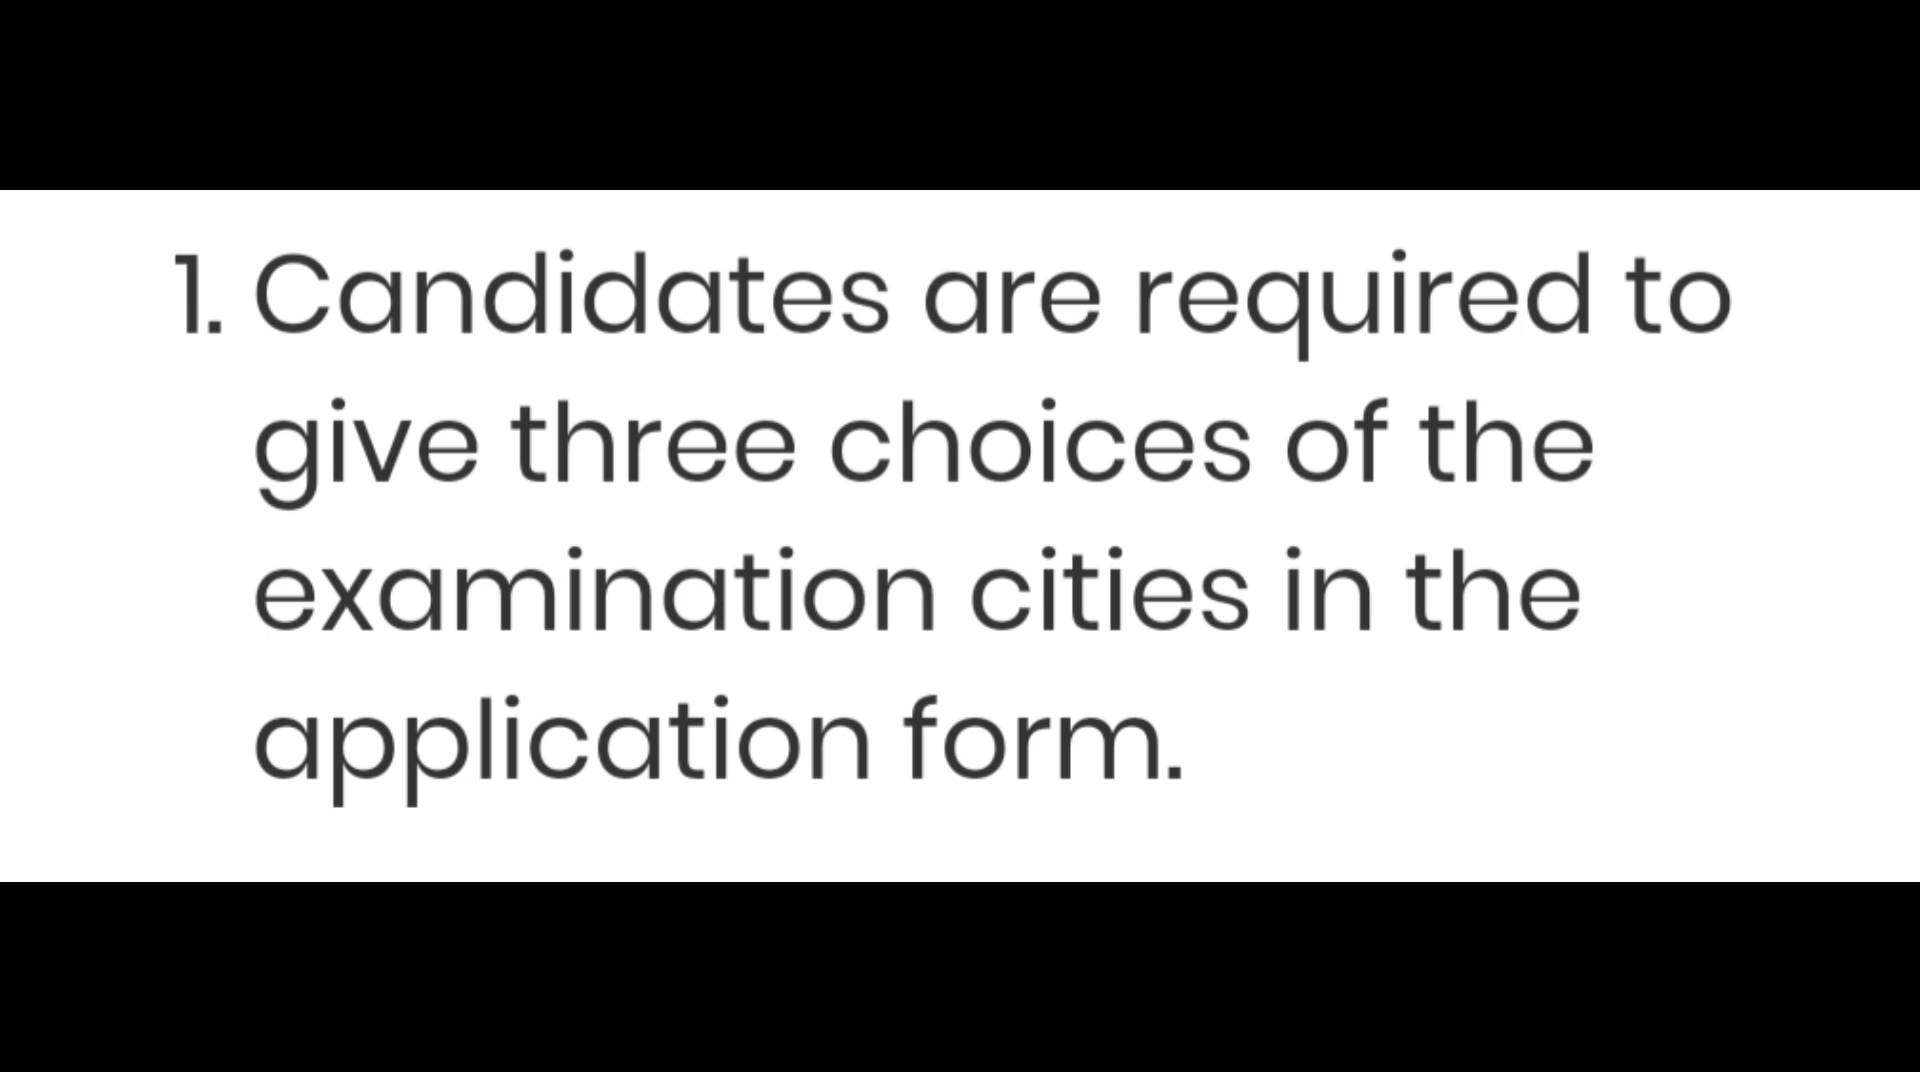 1. Candidates are required to
give three choices of the
examination cities in the
application form.